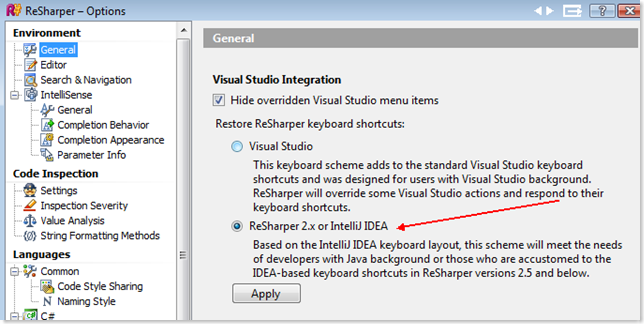 ReSharper – Options
Environment
General
Editor
Search & Navigation
IntelliSense
General
Completion Behavior
Completion Appearance
Parameter Info
Code Inspection
Settings
Inspection Severity
Value Analysis
String Formatting Methods
Languages
Common
Code Style Sharing
Naming Style
C#
General
Visual Studio Integration
Hide overridden Visual Studio menu items
Restore ReSharper keyboard shortcuts:
Visual Studio
This keyboard scheme adds to the standard Visual Studio keyboard
shortcuts and was designed for users with Visual Studio background.
ReSharper will override some Visual Studio actions and respond to their
keyboard shortcuts.
ReSharper 2.x or IntelliJ IDEA
Based on the IntelliJ IDEA keyboard layout, this scheme will meet the needs
of developers with Java background or those who are accustomed to the
IDEA-based keyboard shortcuts in ReSharper versions 2.5 and below.
Apply